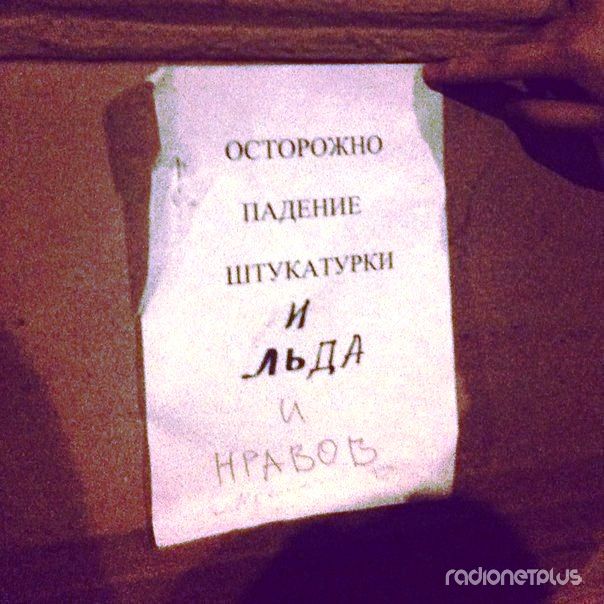 ОСТОРОЖНО
ПАДЕНИЕ
ШТУКАТУРКИ
И
ЛЬДА
И
НРАВОВ
RADIONETPLUS